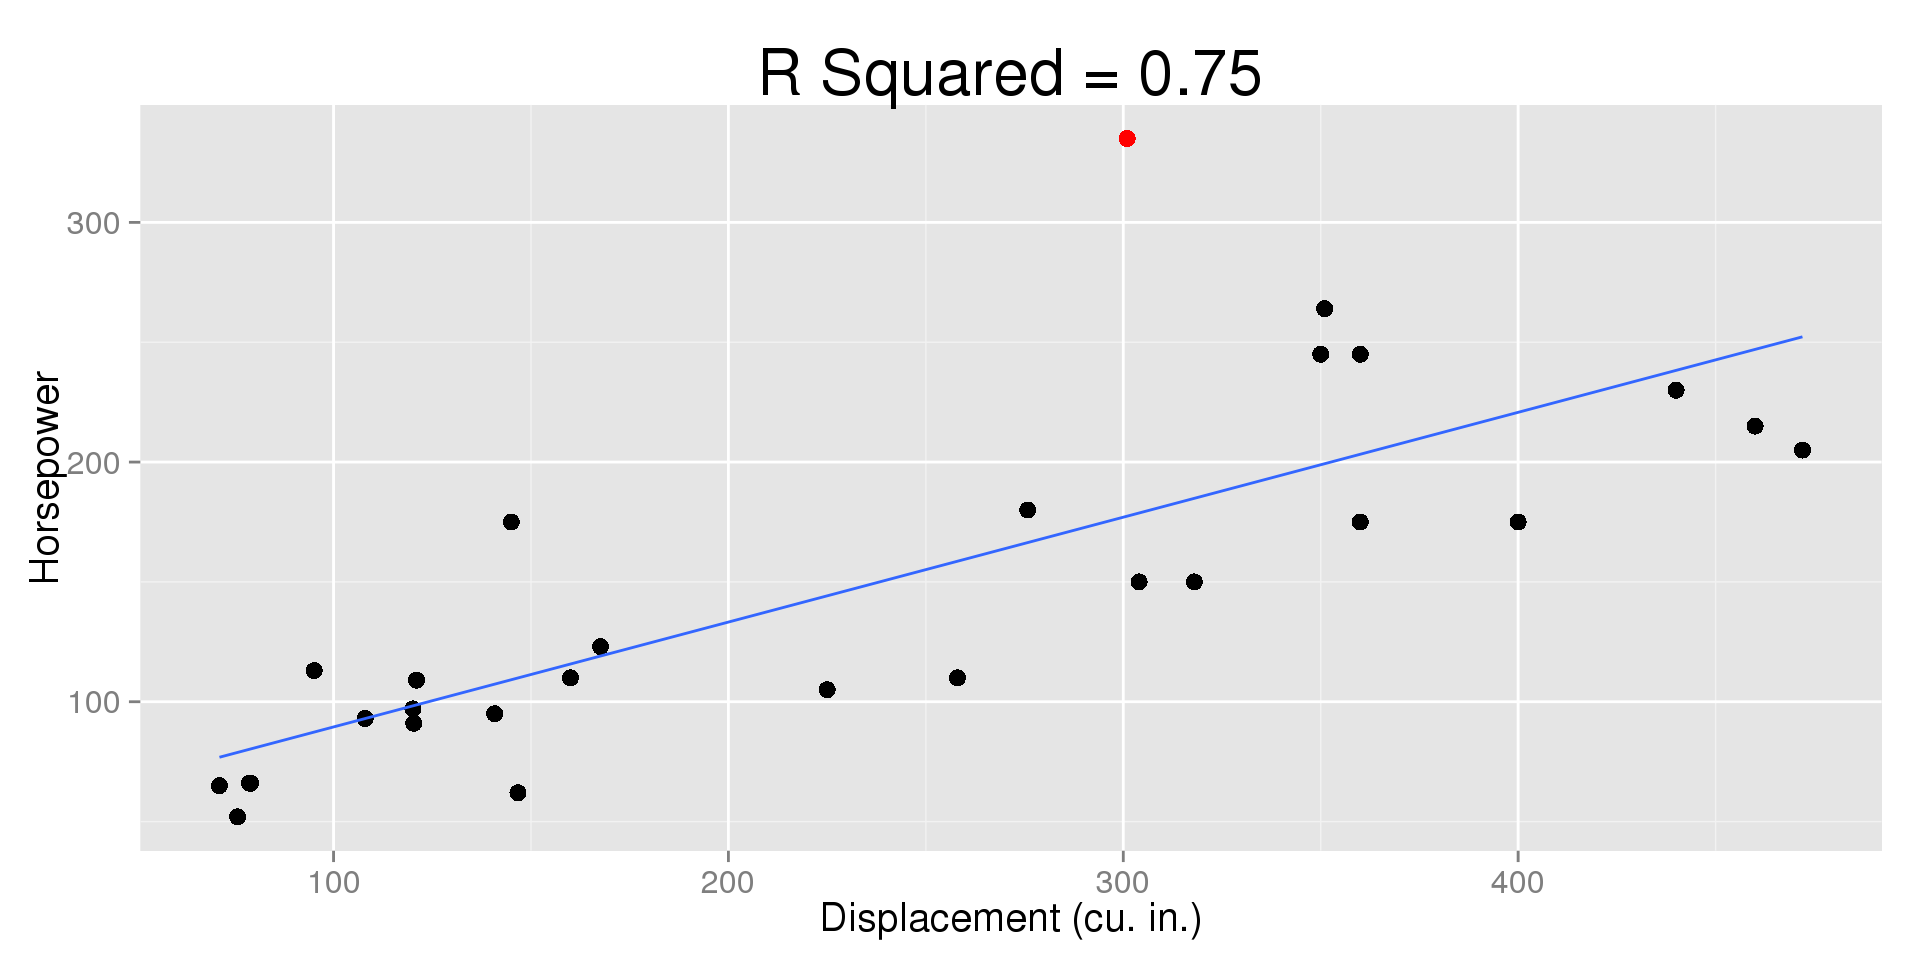 R Squared = 0.75
Horsepower
300
200
100
100 200 300 400
Displacement (cu. in.)